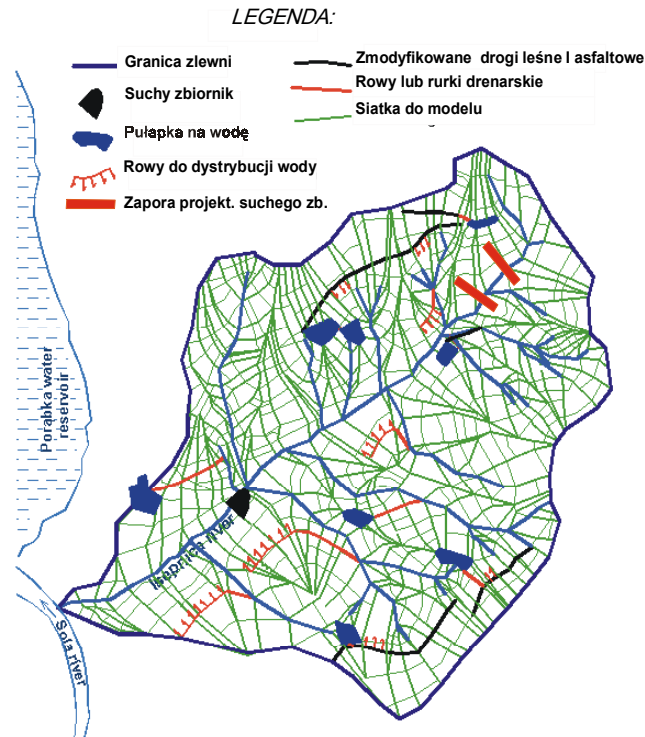 LEGENDA:
Granica zlewni
Suchy zbiornik
Pułapka na wodę
Rowy do dystrybucji wody
Zapora projekt. suchego zb.
Zmodyfikowane drogi leśne I asfaltowe
Rowy lub rurki drenarskie
Siatka do modelu
Porąbka water
reservoir
Isepnica river
Soła river